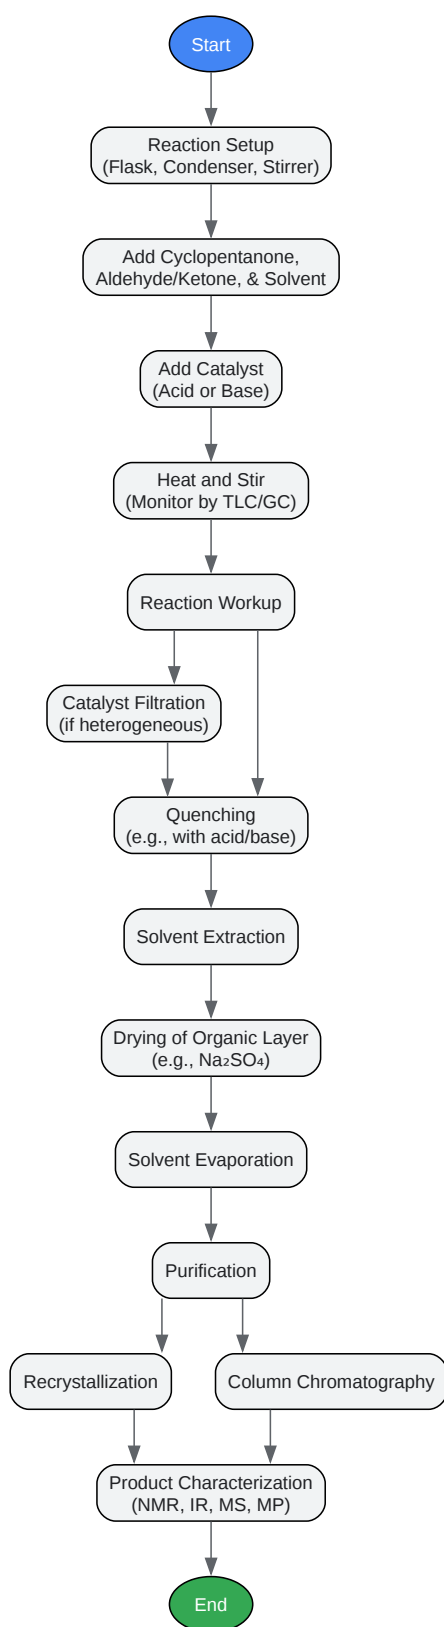 Start
Reaction Setup
(Flask, Condenser, Stirrer)
Add Cyclopentanone,
Aldehyde/Ketone, & Solvent
Add Catalyst
(Acid or Base)
Heat and Stir
(Monitor by TLC/GC)
Reaction Workup
Catalyst Filtration
(if heterogeneous)
Quenching
(e.g., with acid/base)
Solvent Extraction
Drying of Organic Layer
(e.g., Na₂SO₄)
Solvent Evaporation
Purification
Recrystallization
Column Chromatography
Product Characterization
(NMR, IR, MS, MP)
End